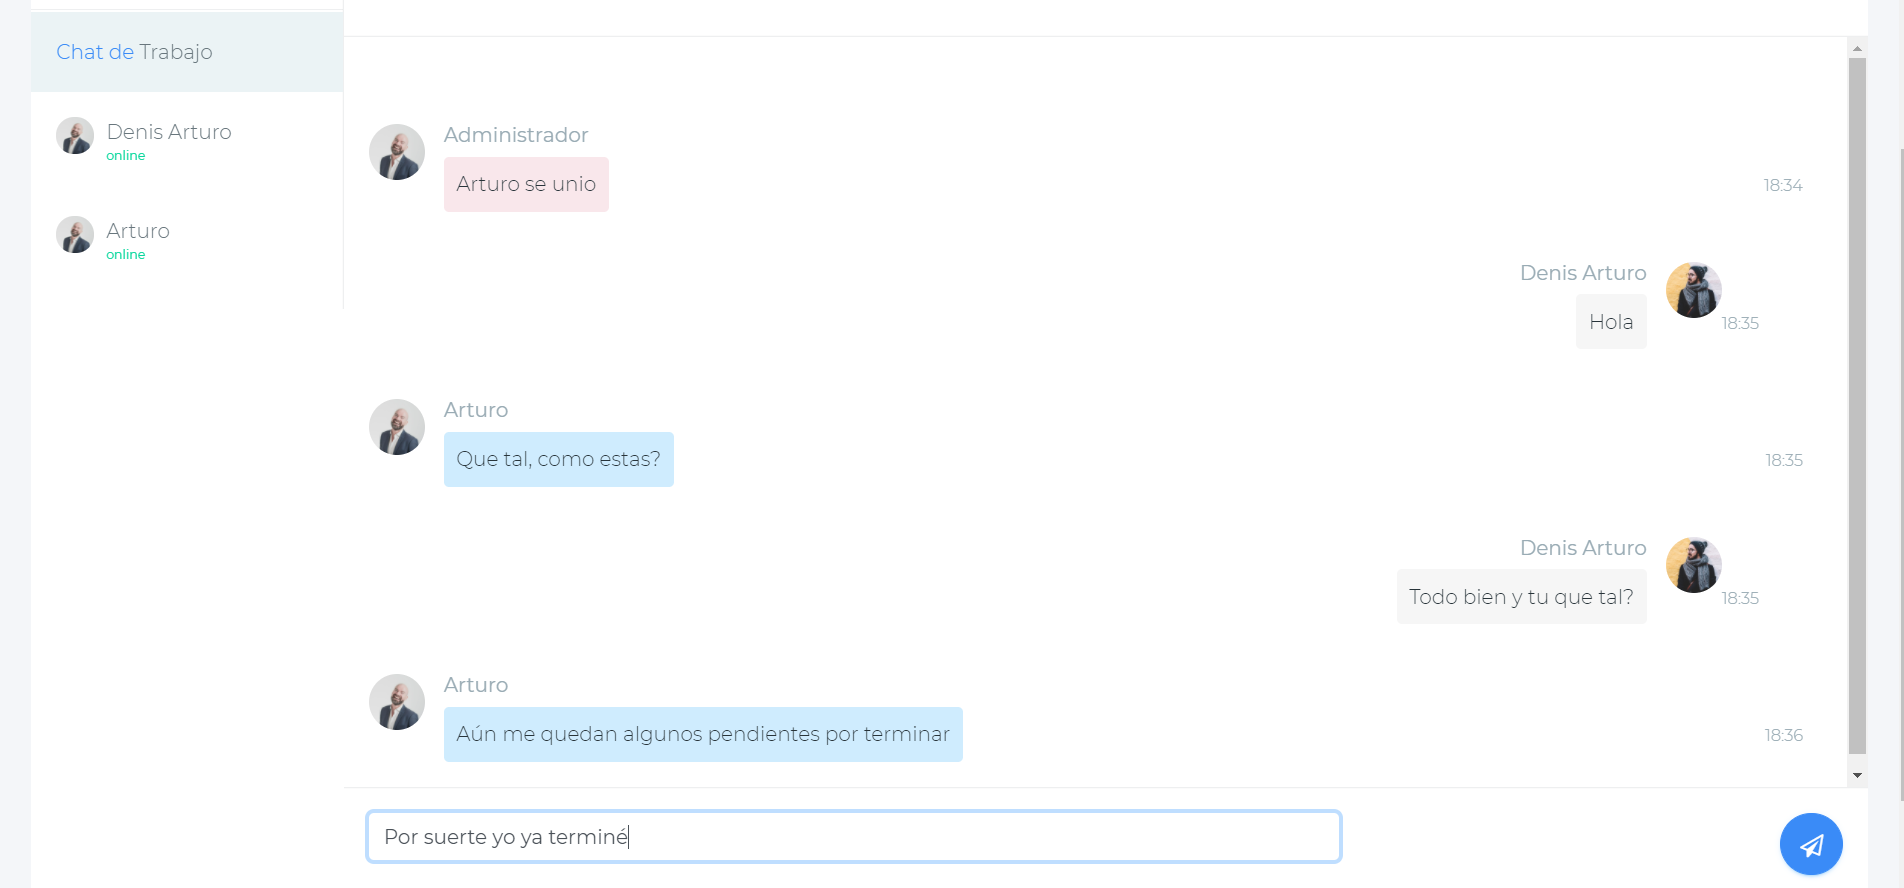 Chat de Trabajo
Denis Arturo
online
Arturo
online
Administrador
Arturo se unio
18:34
Denis Arturo
Hola
18:35
Arturo
Que tal, como estas?
18:35
Denis Arturo
Todo bien y tu que tal?
18:35
Arturo
Aún me quedan algunos pendientes por terminar
18:36
Por suerte yo ya terminé